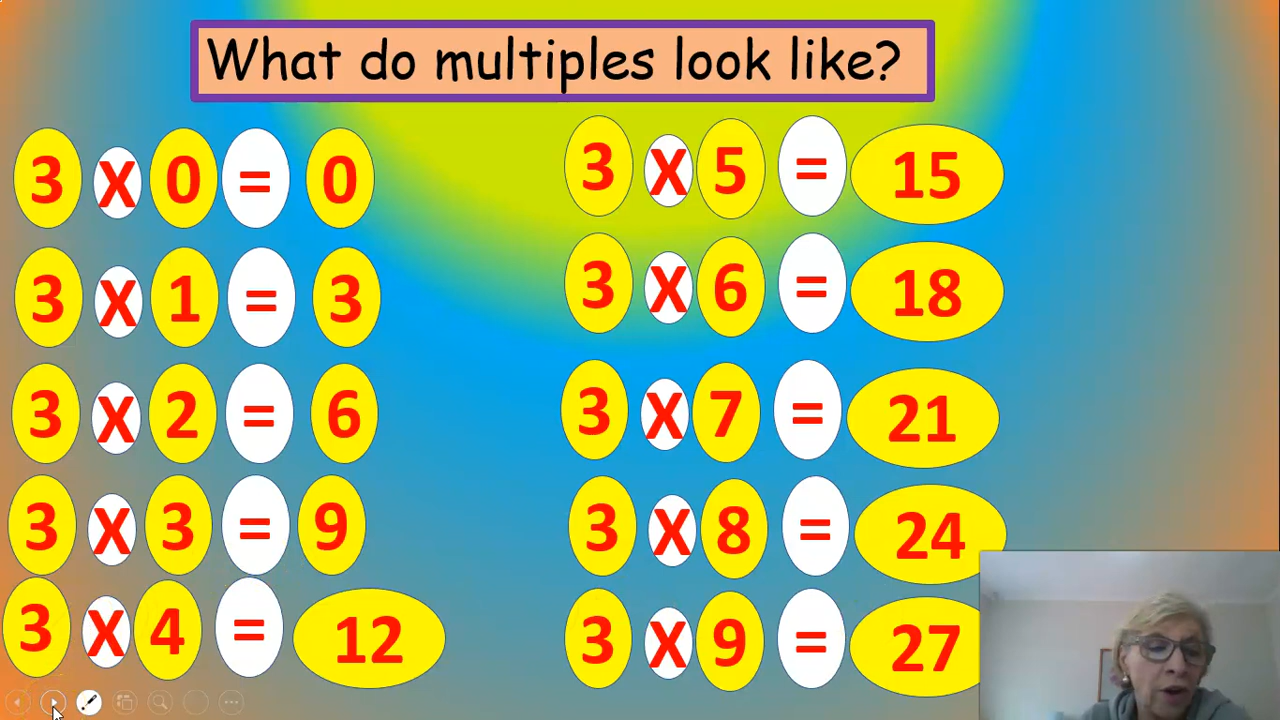 What do multiples look like?
3 X 0 = 0
3 X 1 = 3
3 X 2 = 6
3 X 3 = 9
3 X 4 = 12
3 X 5 = 15
3 X 6 = 18
3 X 7 = 21
3 X 8 = 24
3 X 9 = 27